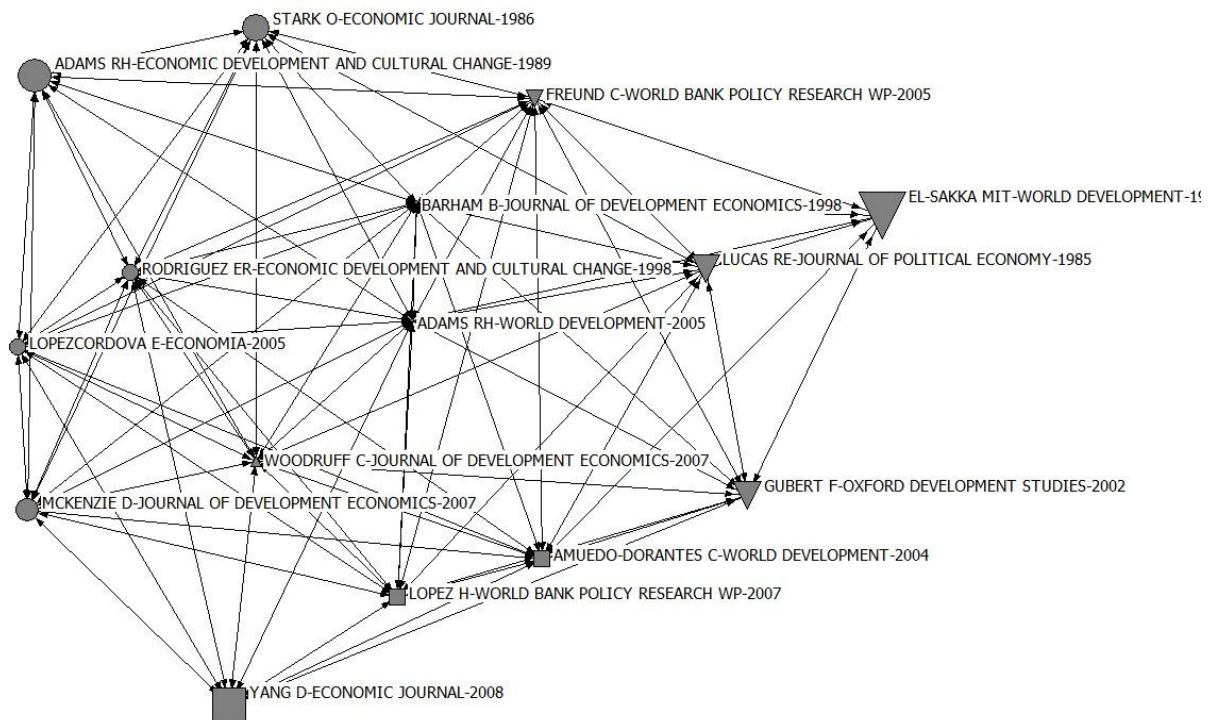 STARK O-ECONOMIC JOURNAL-1986
ADAMS RH-ECONOMIC DEVELOPMENT AND CULTURAL CHANGE-1989
FREUND C-WORLD BANK POLICY RESEARCH WP-2005
EL-SAKKA MIT-WORLD DEVELOPMENT-19
BARHAM B-JOURNAL OF DEVELOPMENT ECONOMICS-1998
LUCAS RE-JOURNAL OF POLITICAL ECONOMY-1985
RODRIGUEZ ER-ECONOMIC DEVELOPMENT AND CULTURAL CHANGE-1998
ADAMS RH-WORLD DEVELOPMENT-2005
LOPEZCORDOVA E-ECONOMIA-2005
WOODRUFF C-JOURNAL OF DEVELOPMENT ECONOMICS-2007
GUBERT F-OXFORD DEVELOPMENT STUDIES-2002
MCKENZIE D-JOURNAL OF DEVELOPMENT ECONOMICS-2007
AMUEDO-DORANTES C-WORLD DEVELOPMENT-2004
LOPEZ H-WORLD BANK POLICY RESEARCH WP-2007
YANG D-ECONOMIC JOURNAL-2008